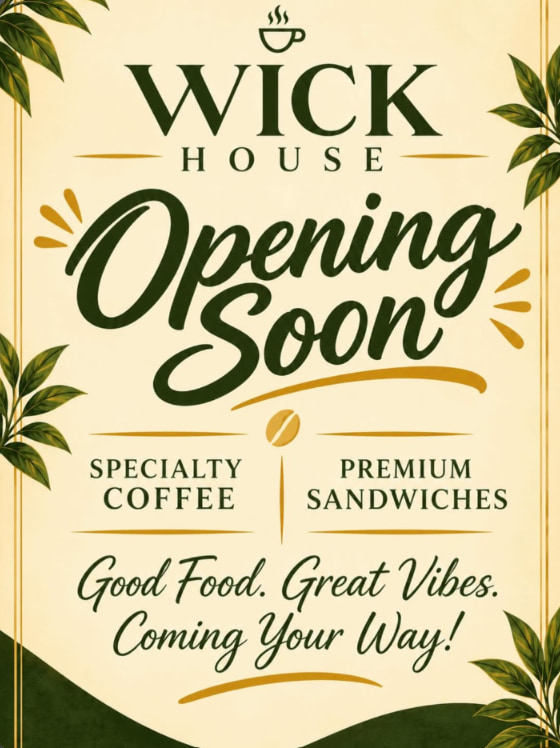 WICK
HOUSE
Opening
Soon
SPECIALTY
COFFEE
PREMIUM
SANDWICHES
Good Food. Great Vibes.
Coming Your Way!